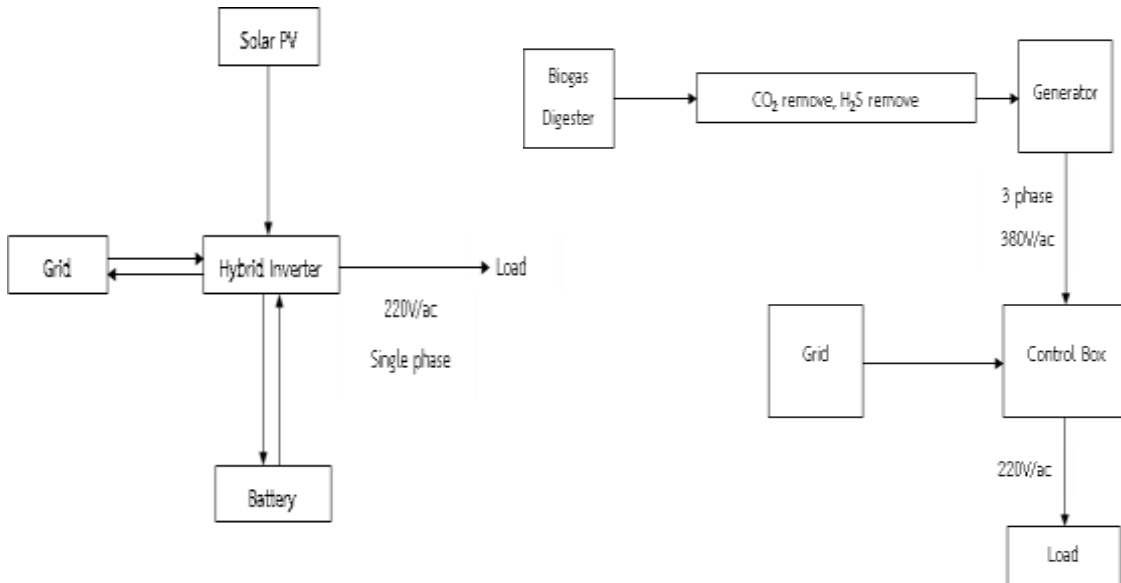 Solar PV
Grid
Hybrid Inverter
Load
220V/ac
Single phase
Battery
Biogas
Digester
CO₂ remove, H₂S remove
Generator
3 phase
380V/ac
Grid
Control Box
220V/ac
Load